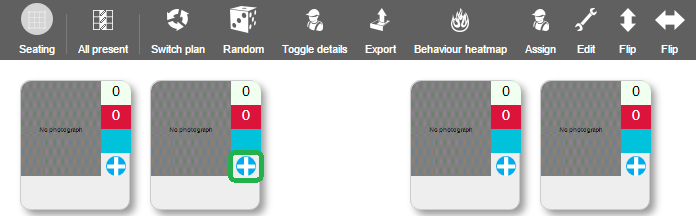 Seating All present Switch plan Random Toggle details Export Behaviour heatmap Assign Edit Flip Flip
0 0 0 0
0 0 0 0
No photograph No photograph No photograph No photograph